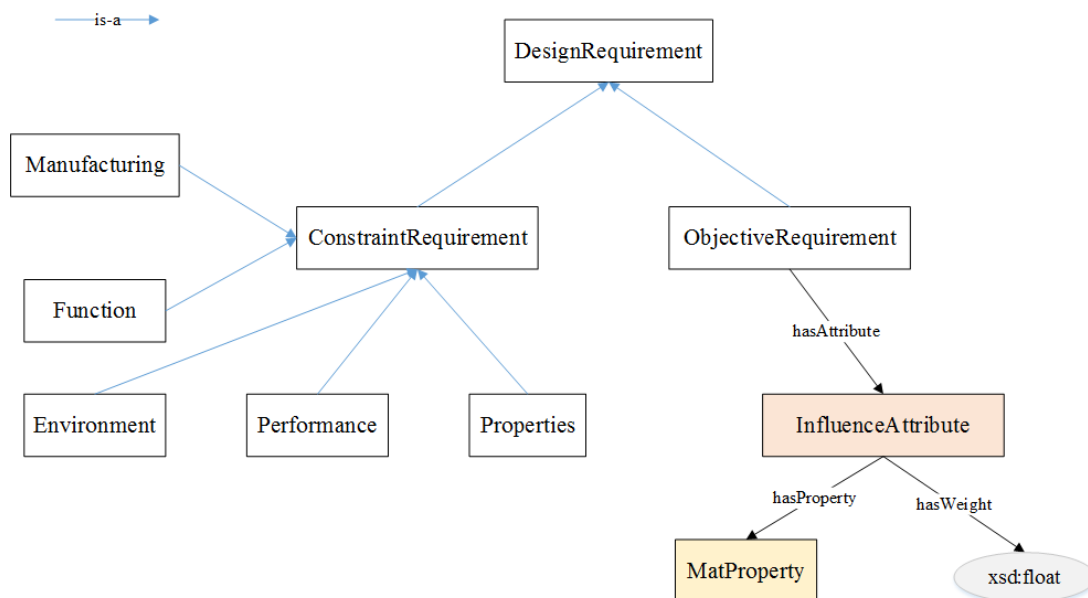 is-a
DesignRequirement
Manufacturing
ConstraintRequirement
ObjectiveRequirement
Function
hasAttribute
Environment
Performance
Properties
InfluenceAttribute
hasProperty
hasWeight
MatProperty
xsd:float